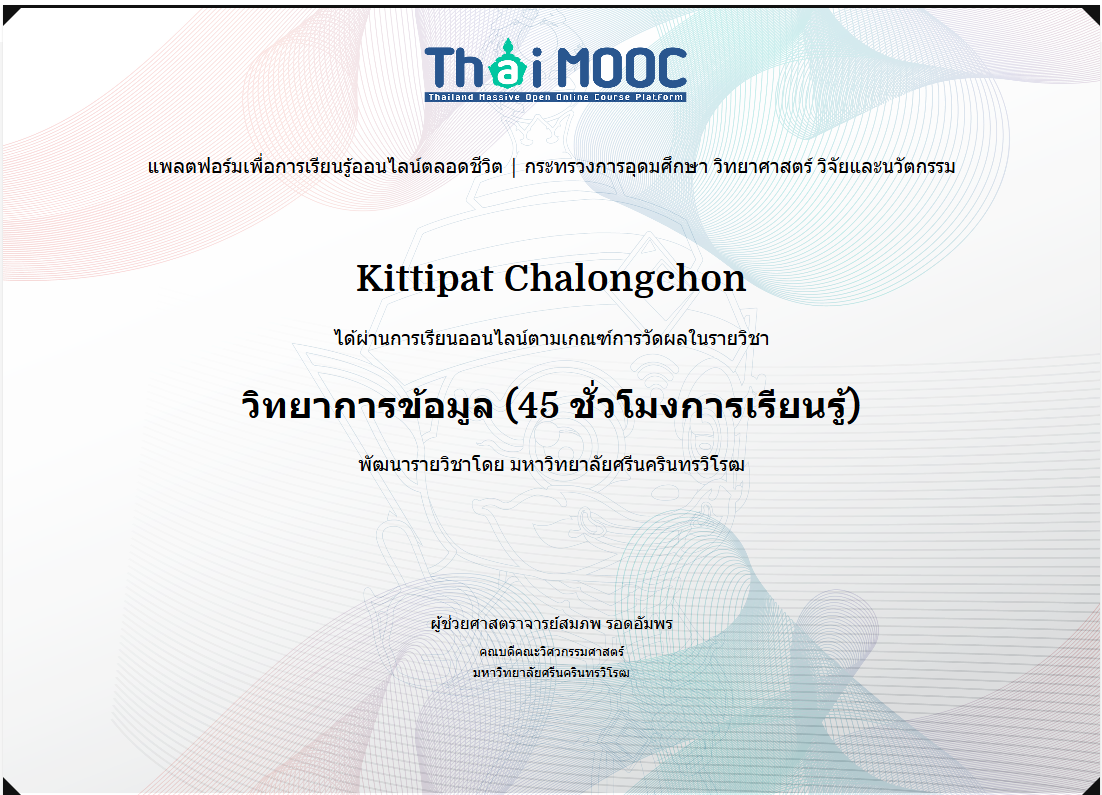 Thai MOOC
Thailand Massive Open Online Course Platform
แพลตฟอร์มเพื่อการเรียนรู้ออนไลน์ตลอดชีวิต | กระทรวงการอุดมศึกษา วิทยาศาสตร์ วิจัยและนวัตกรรม
Kittipat Chalongchon
ได้ผ่านการเรียนออนไลน์ตามเกณฑ์การวัดผลในรายวิชา
วิทยาการข้อมูล (45 ชั่วโมงการเรียนรู้)
พัฒนารายวิชาโดย มหาวิทยาลัยศรีนครินทรวิโรฒ
ผู้ช่วยศาสตราจารย์สมภพ รอดอัมพร
คณบดีคณะวิศวกรรมศาสตร์
มหาวิทยาลัยศรีนครินทรวิโรฒ